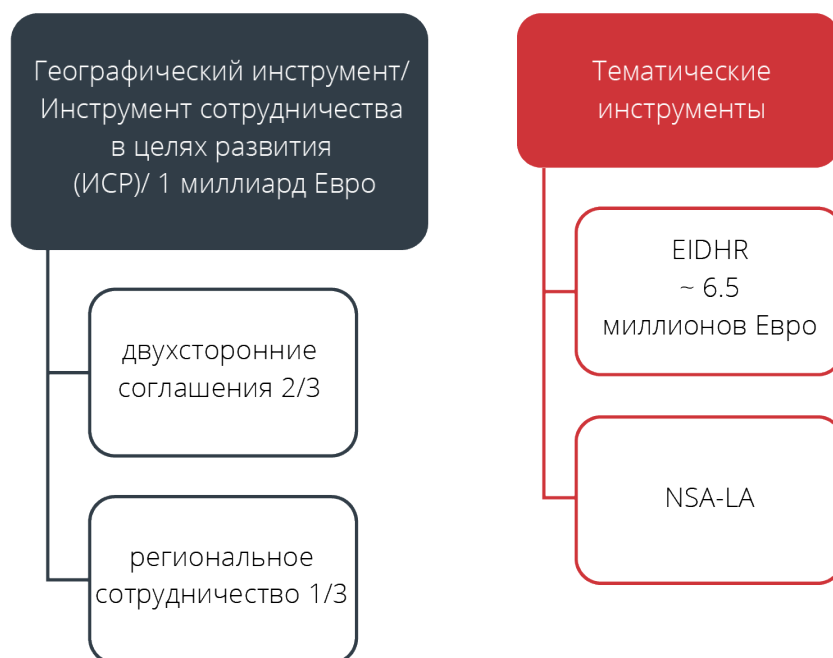 Географический инструмент/
Инструмент сотрудничества
в целях развития
(ИСР)/ 1 миллиард Евро
двухсторонние
соглашения 2/3
региональное
сотрудничество 1/3
Тематические
инструменты
EIDHR
~ 6.5
миллионов Евро
NSA-LA